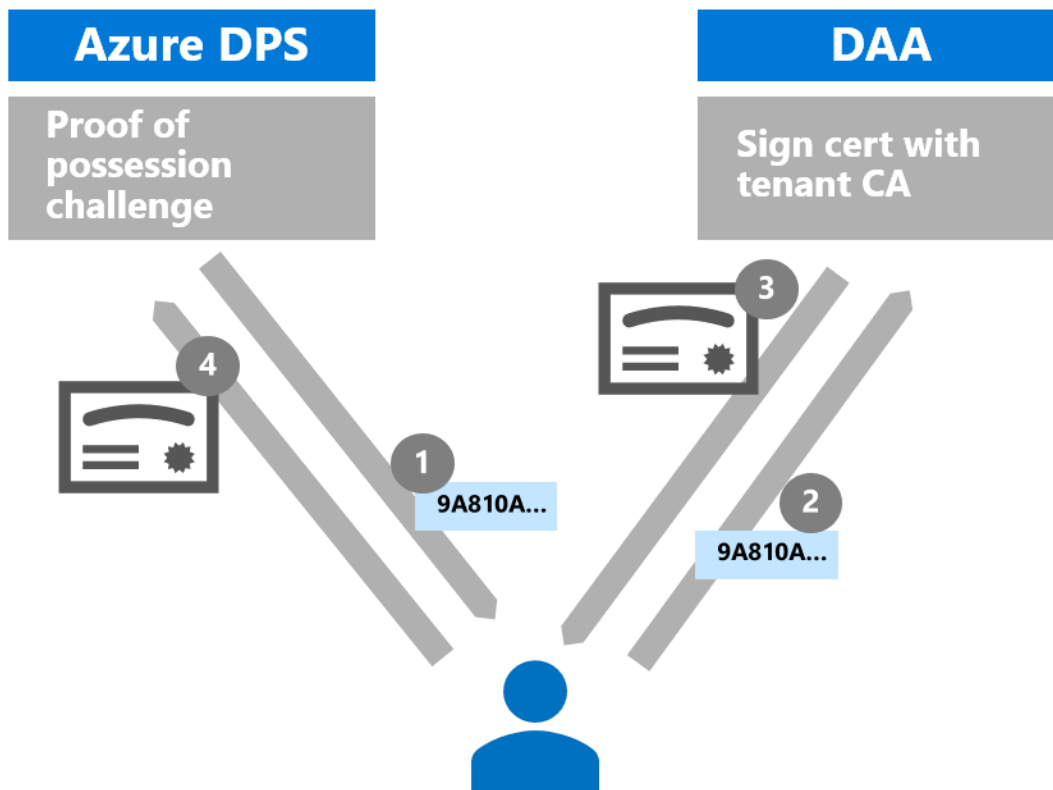 Azure DPS
DAA
Proof of
possession
challenge
Sign cert with
tenant CA
3
4
1
9A810A...
2
9A810A...